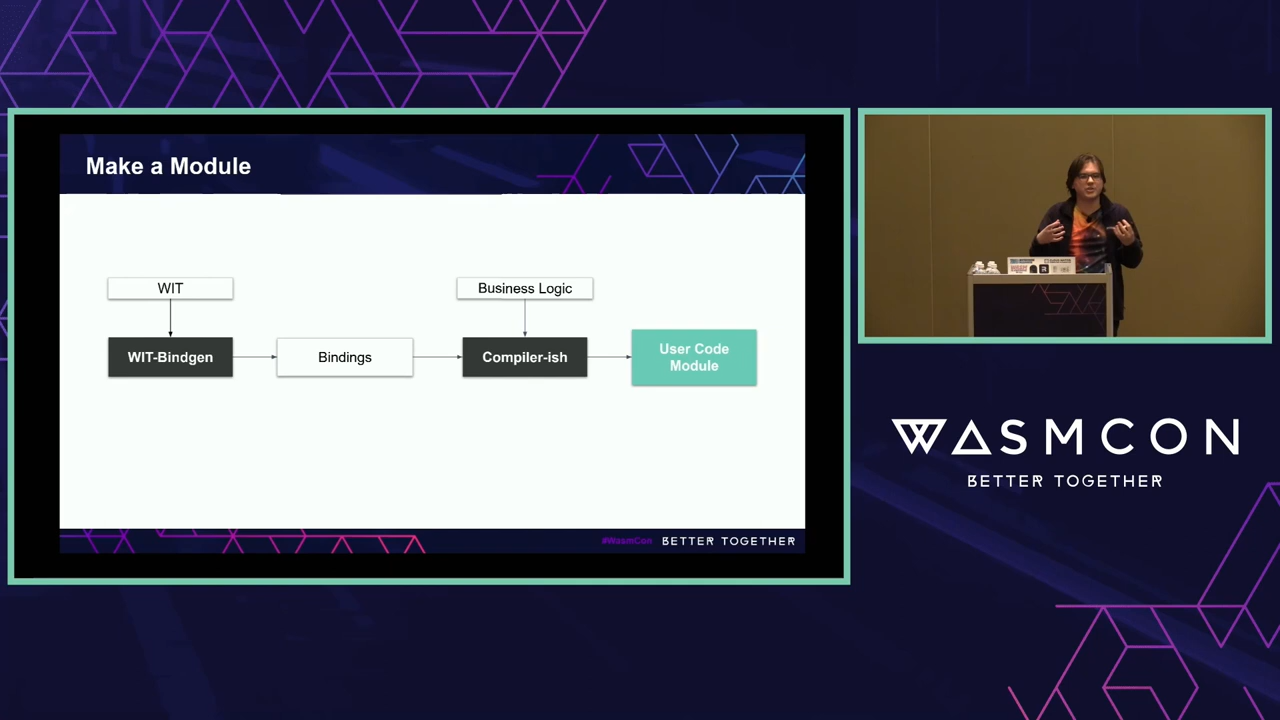 Make a Module
WIT
Business Logic
WIT-Bindgen
Bindings
Compiler-ish
User Code
Module
#WasmCon
BETTER TOGETHER
WASMCON
BETTER TOGETHER